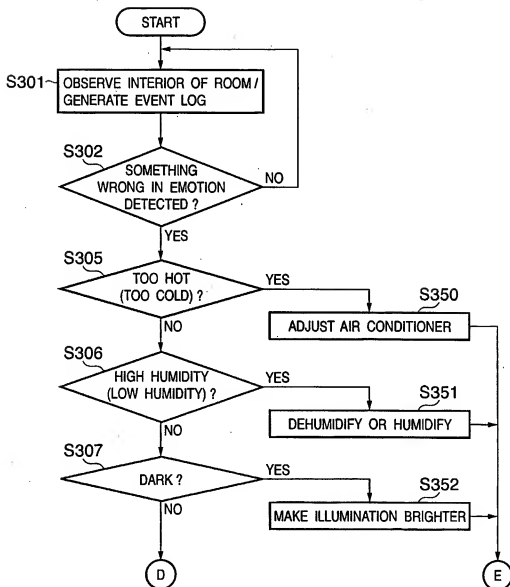 START
S301
OBSERVE INTERIOR OF ROOM /
GENERATE EVENT LOG
S302
SOMETHING
WRONG IN EMOTION
DETECTED ?
NO
YES
S305
TOO HOT
(TOO COLD) ?
YES
NO
S350
ADJUST AIR CONDITIONER
S306
HIGH HUMIDITY
(LOW HUMIDITY) ?
YES
NO
S351
DEHUMIDIFY OR HUMIDIFY
S307
DARK ?
YES
NO
S352
MAKE ILLUMINATION BRIGHTER
D
E